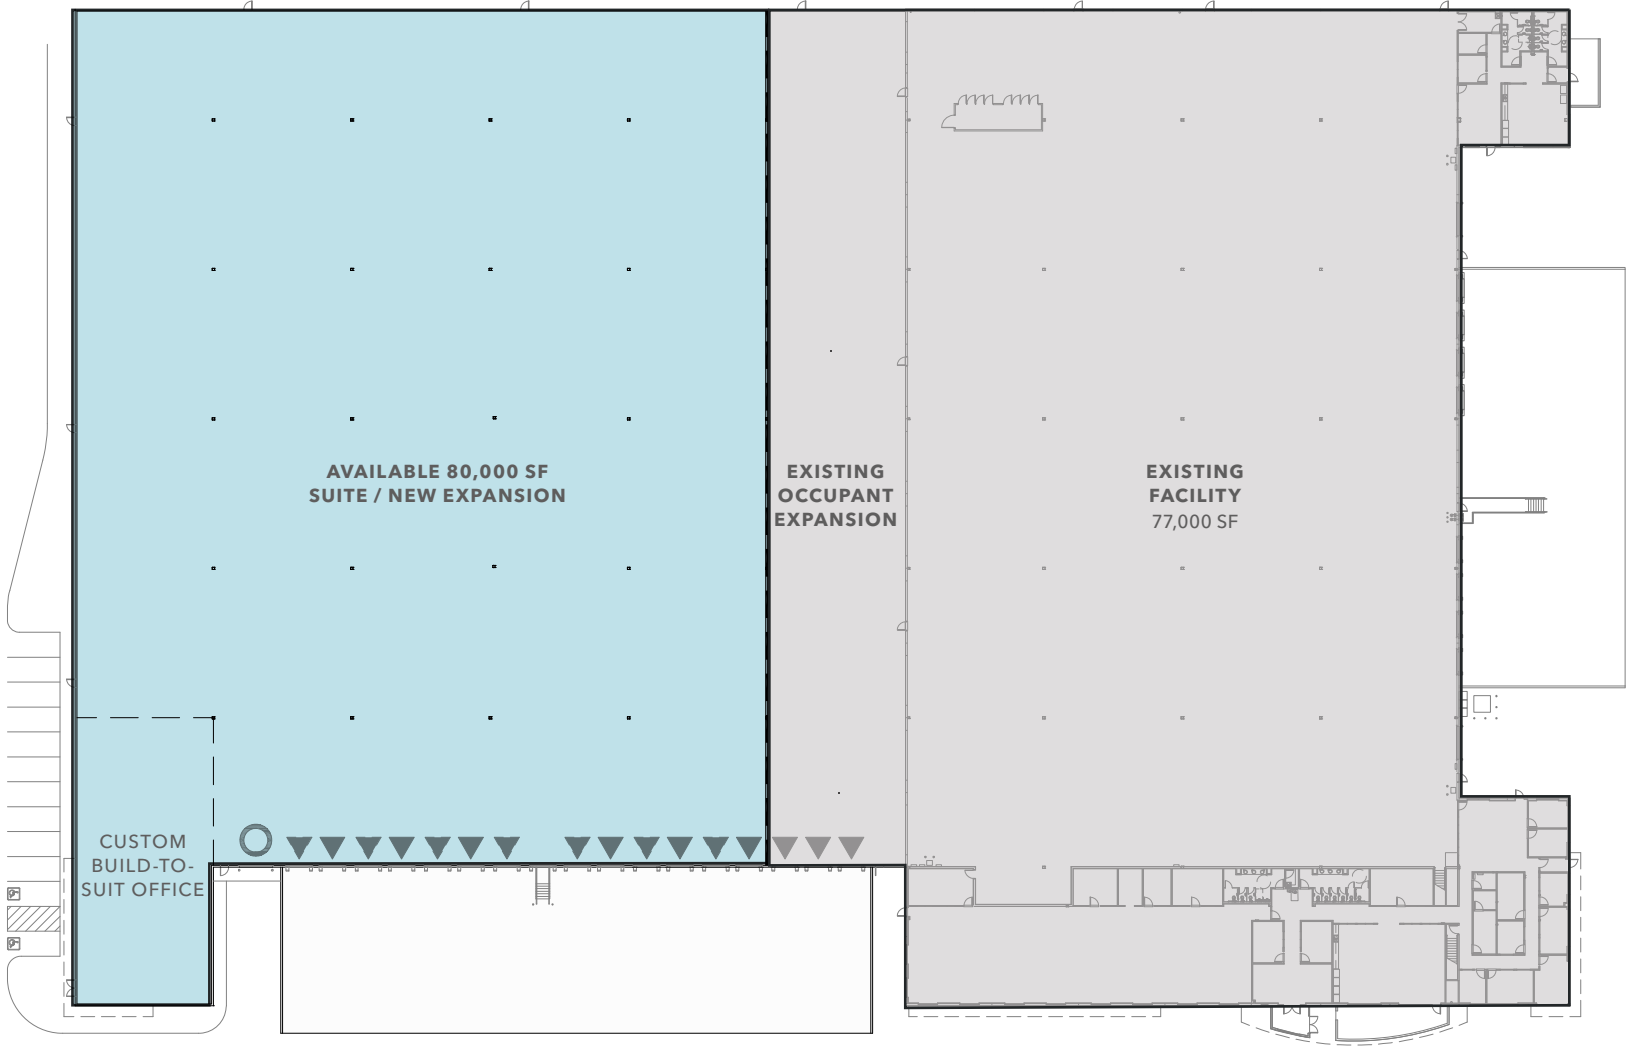 AVAILABLE 80,000 SF
SUITE / NEW EXPANSION
EXISTING
OCCUPANT
EXPANSION
EXISTING
FACILITY
77,000 SF
CUSTOM
BUILD-TO-
SUIT OFFICE